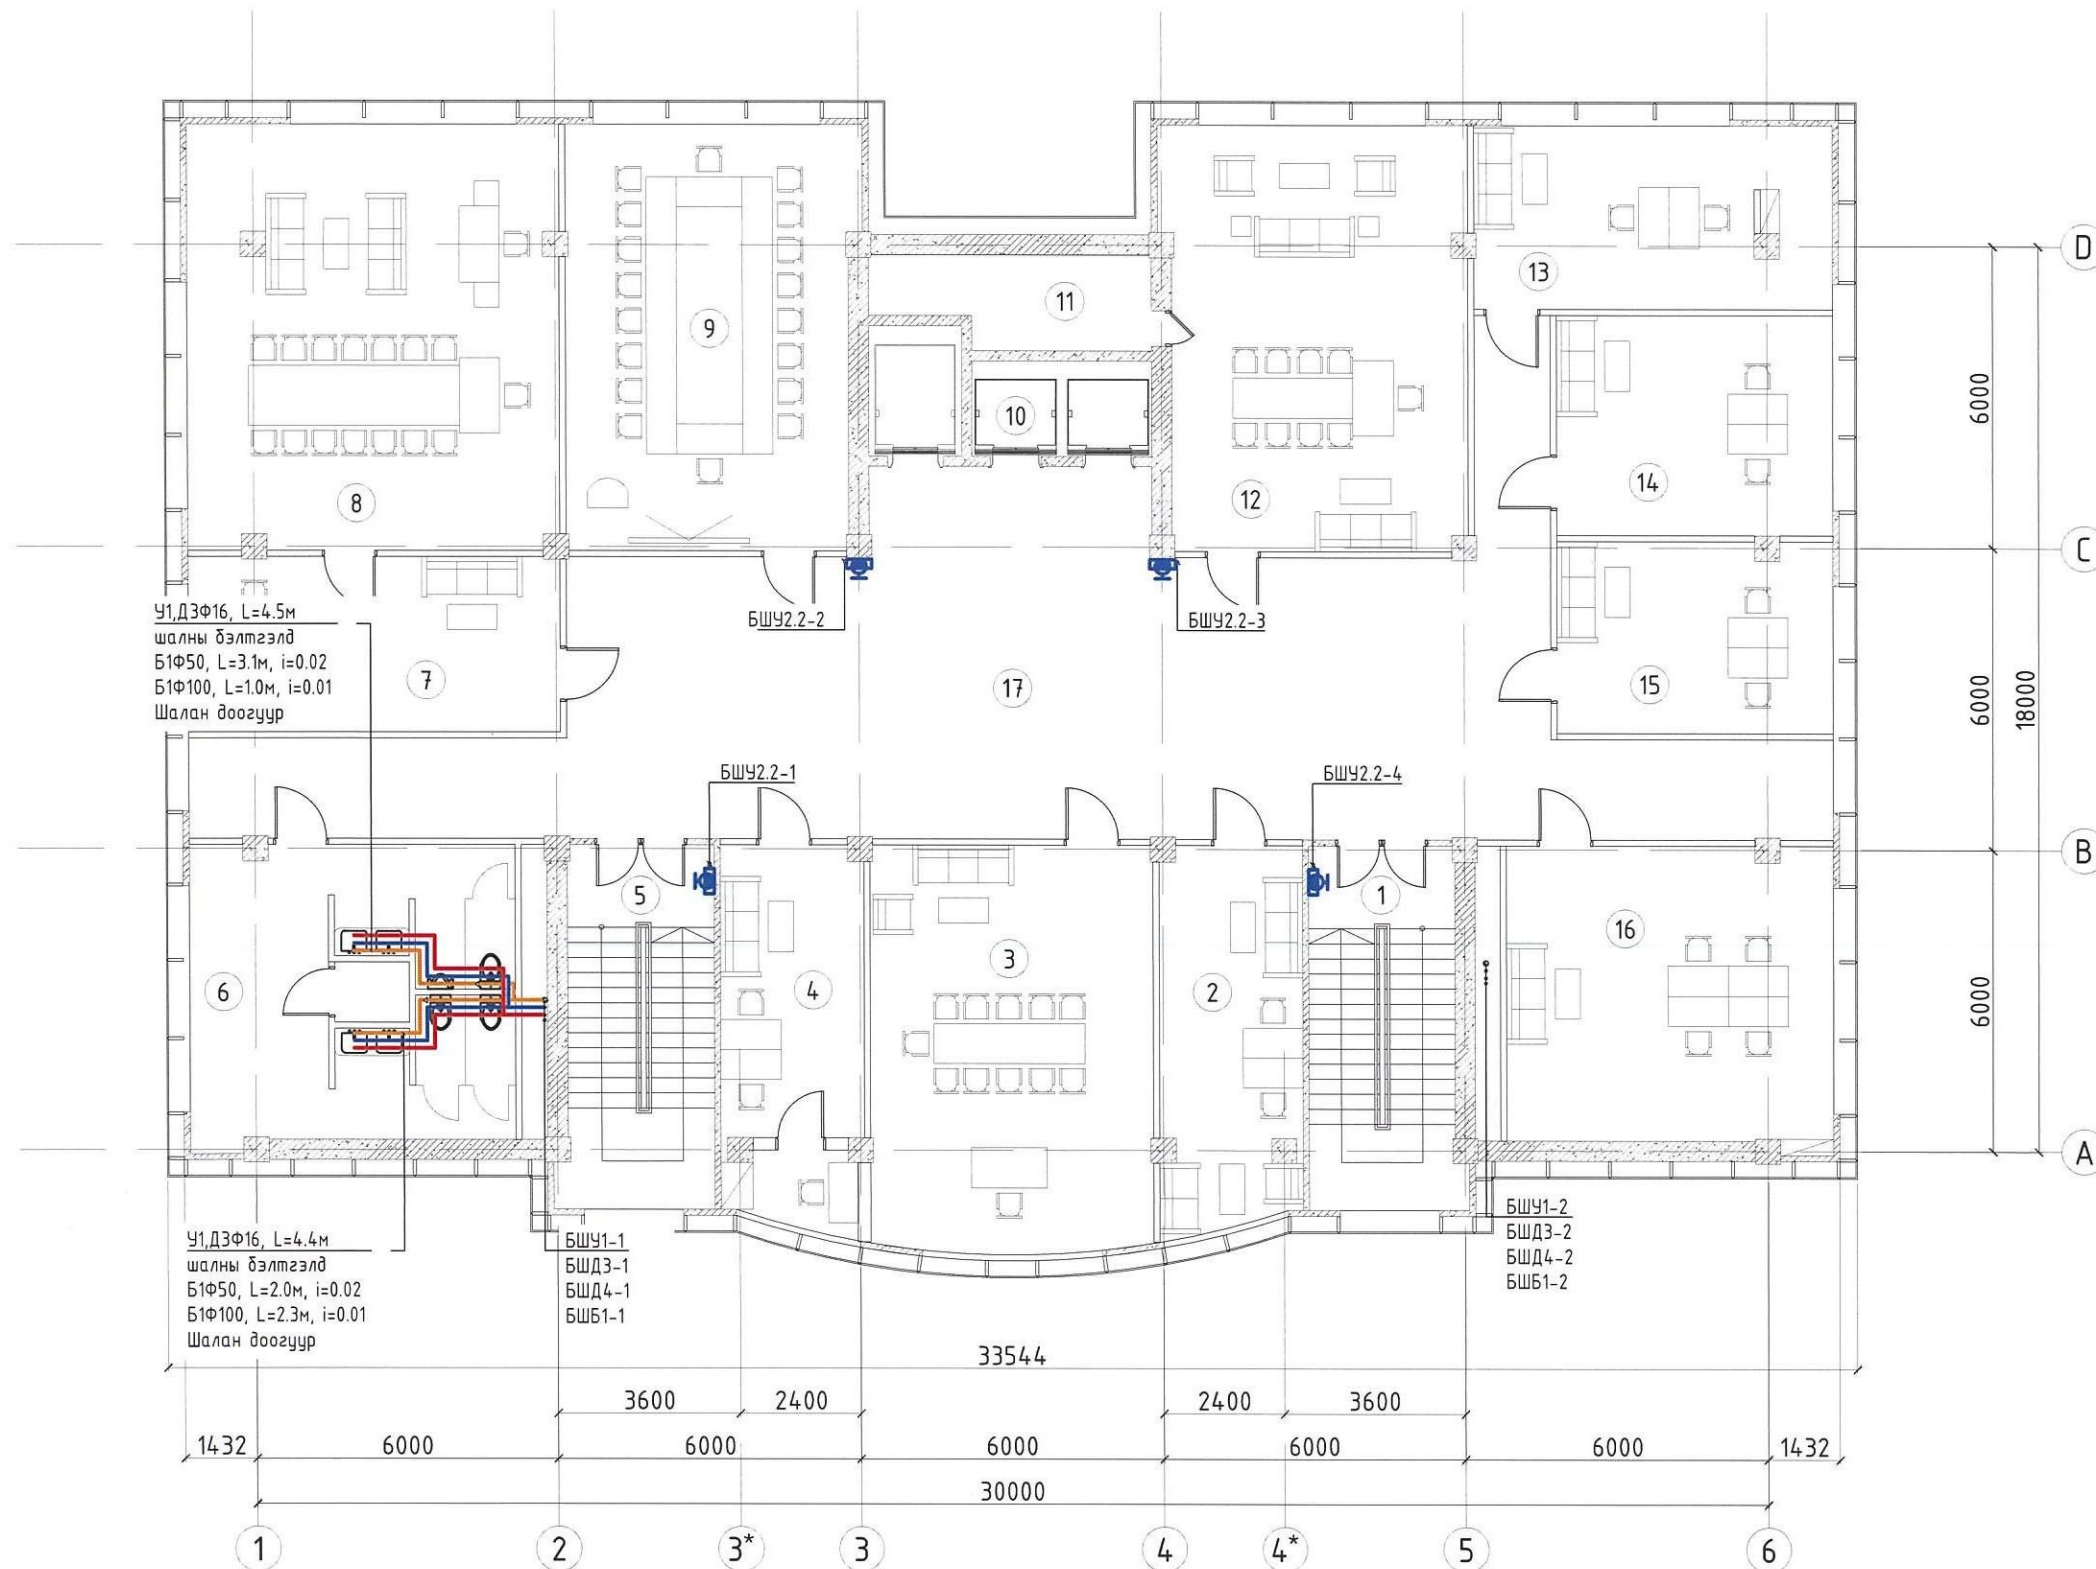 D
13
11
9
6000
10
14
8
12
C
У1,ДЗФ16, L=4.5м
шалны бэлтгэлд
Б1Ф50, L=3.1м, i=0.02
Б1Ф100, L=1.0м, i=0.01
Шалан доогуур
БШУ2.2-2
БШУ2.2-3
7
17
15
6000
18000
БШУ2.2-1
БШУ2.2-4
B
5
1
16
3
6
4
2
6000
A
У1,ДЗФ16, L=4.4м
шалны бэлтгэлд
Б1Ф50, L=2.0м, i=0.02
Б1Ф100, L=2.3м, i=0.01
Шалан доогуур
БШУ1-1
БШДЗ-1
БШД4-1
БШБ1-1
БШУ1-2
БШДЗ-2
БШД4-2
БШБ1-2
33544
3600
2400
2400
3600
1432
6000
6000
6000
6000
6000
1432
30000
1
2
3*
3
4
4*
5
6